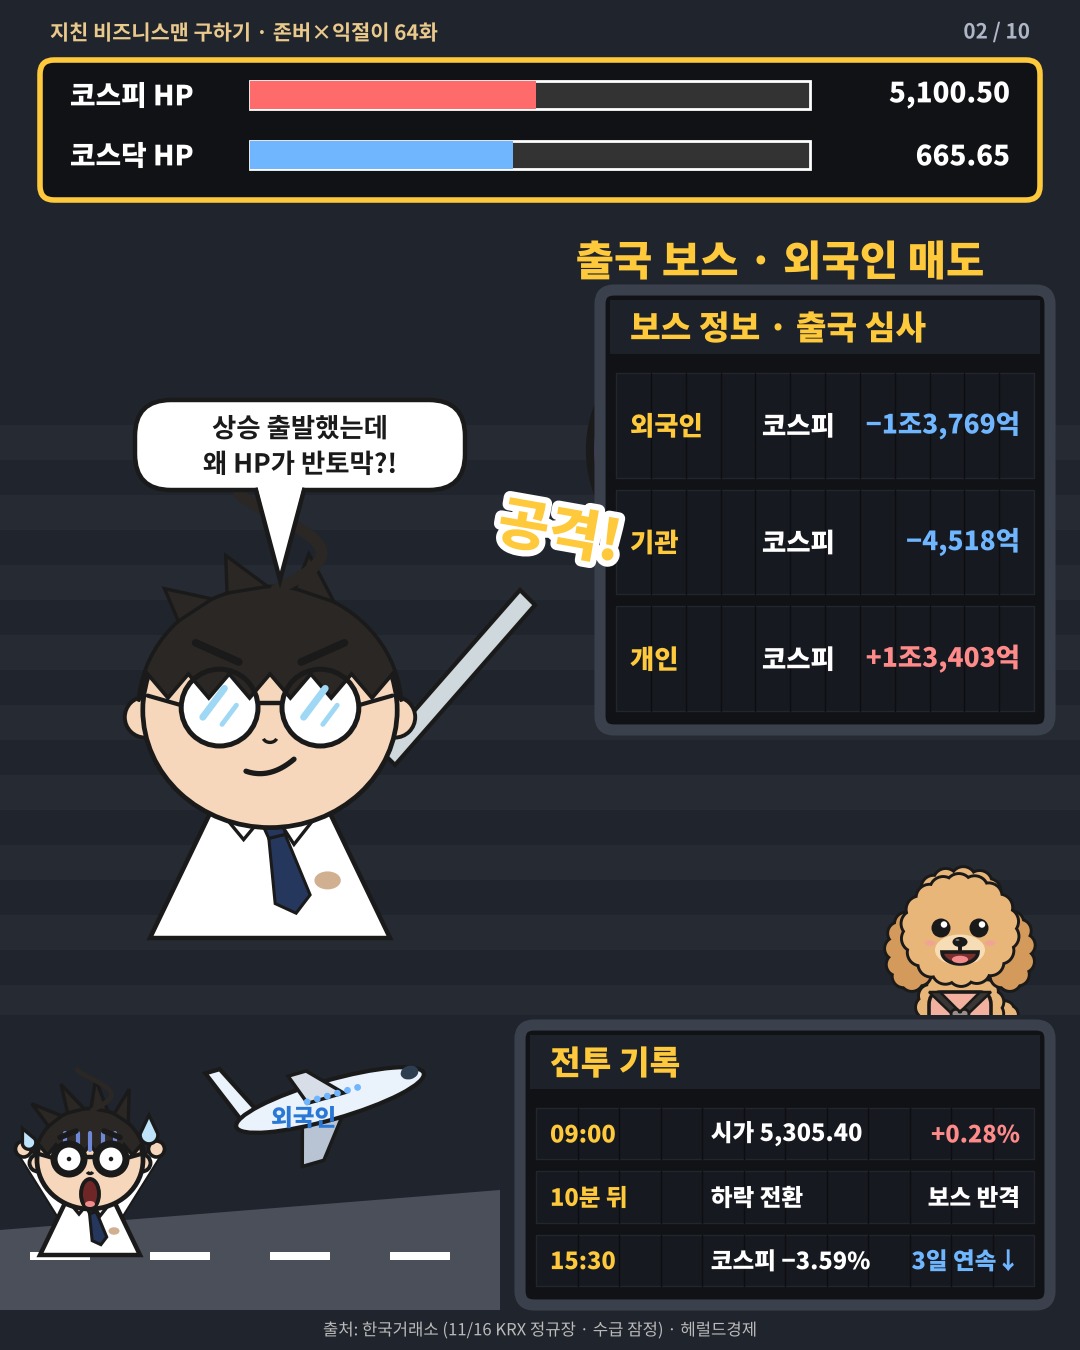 지친 비즈니스맨 구하기 · 존버×익절이 64화
02 / 10
코스피 HP 5,100.50
코스닥 HP 665.65
출국 보스 · 외국인 매도
보스 정보 · 출국 심사
외국인 코스피 −1조3,769억
기관 코스피 −4,518억
개인 코스피 +1조3,403억
상승 출발했는데
왜 HP가 반토막?!
공격!
외국인
전투 기록
09:00 시가 5,305.40 +0.28%
10분 뒤 하락 전환 보스 반격
15:30 코스피 −3.59% 3일 연속↓
출처: 한국거래소 (11/16 KRX 정규장 · 수급 잠정) · 헤럴드경제